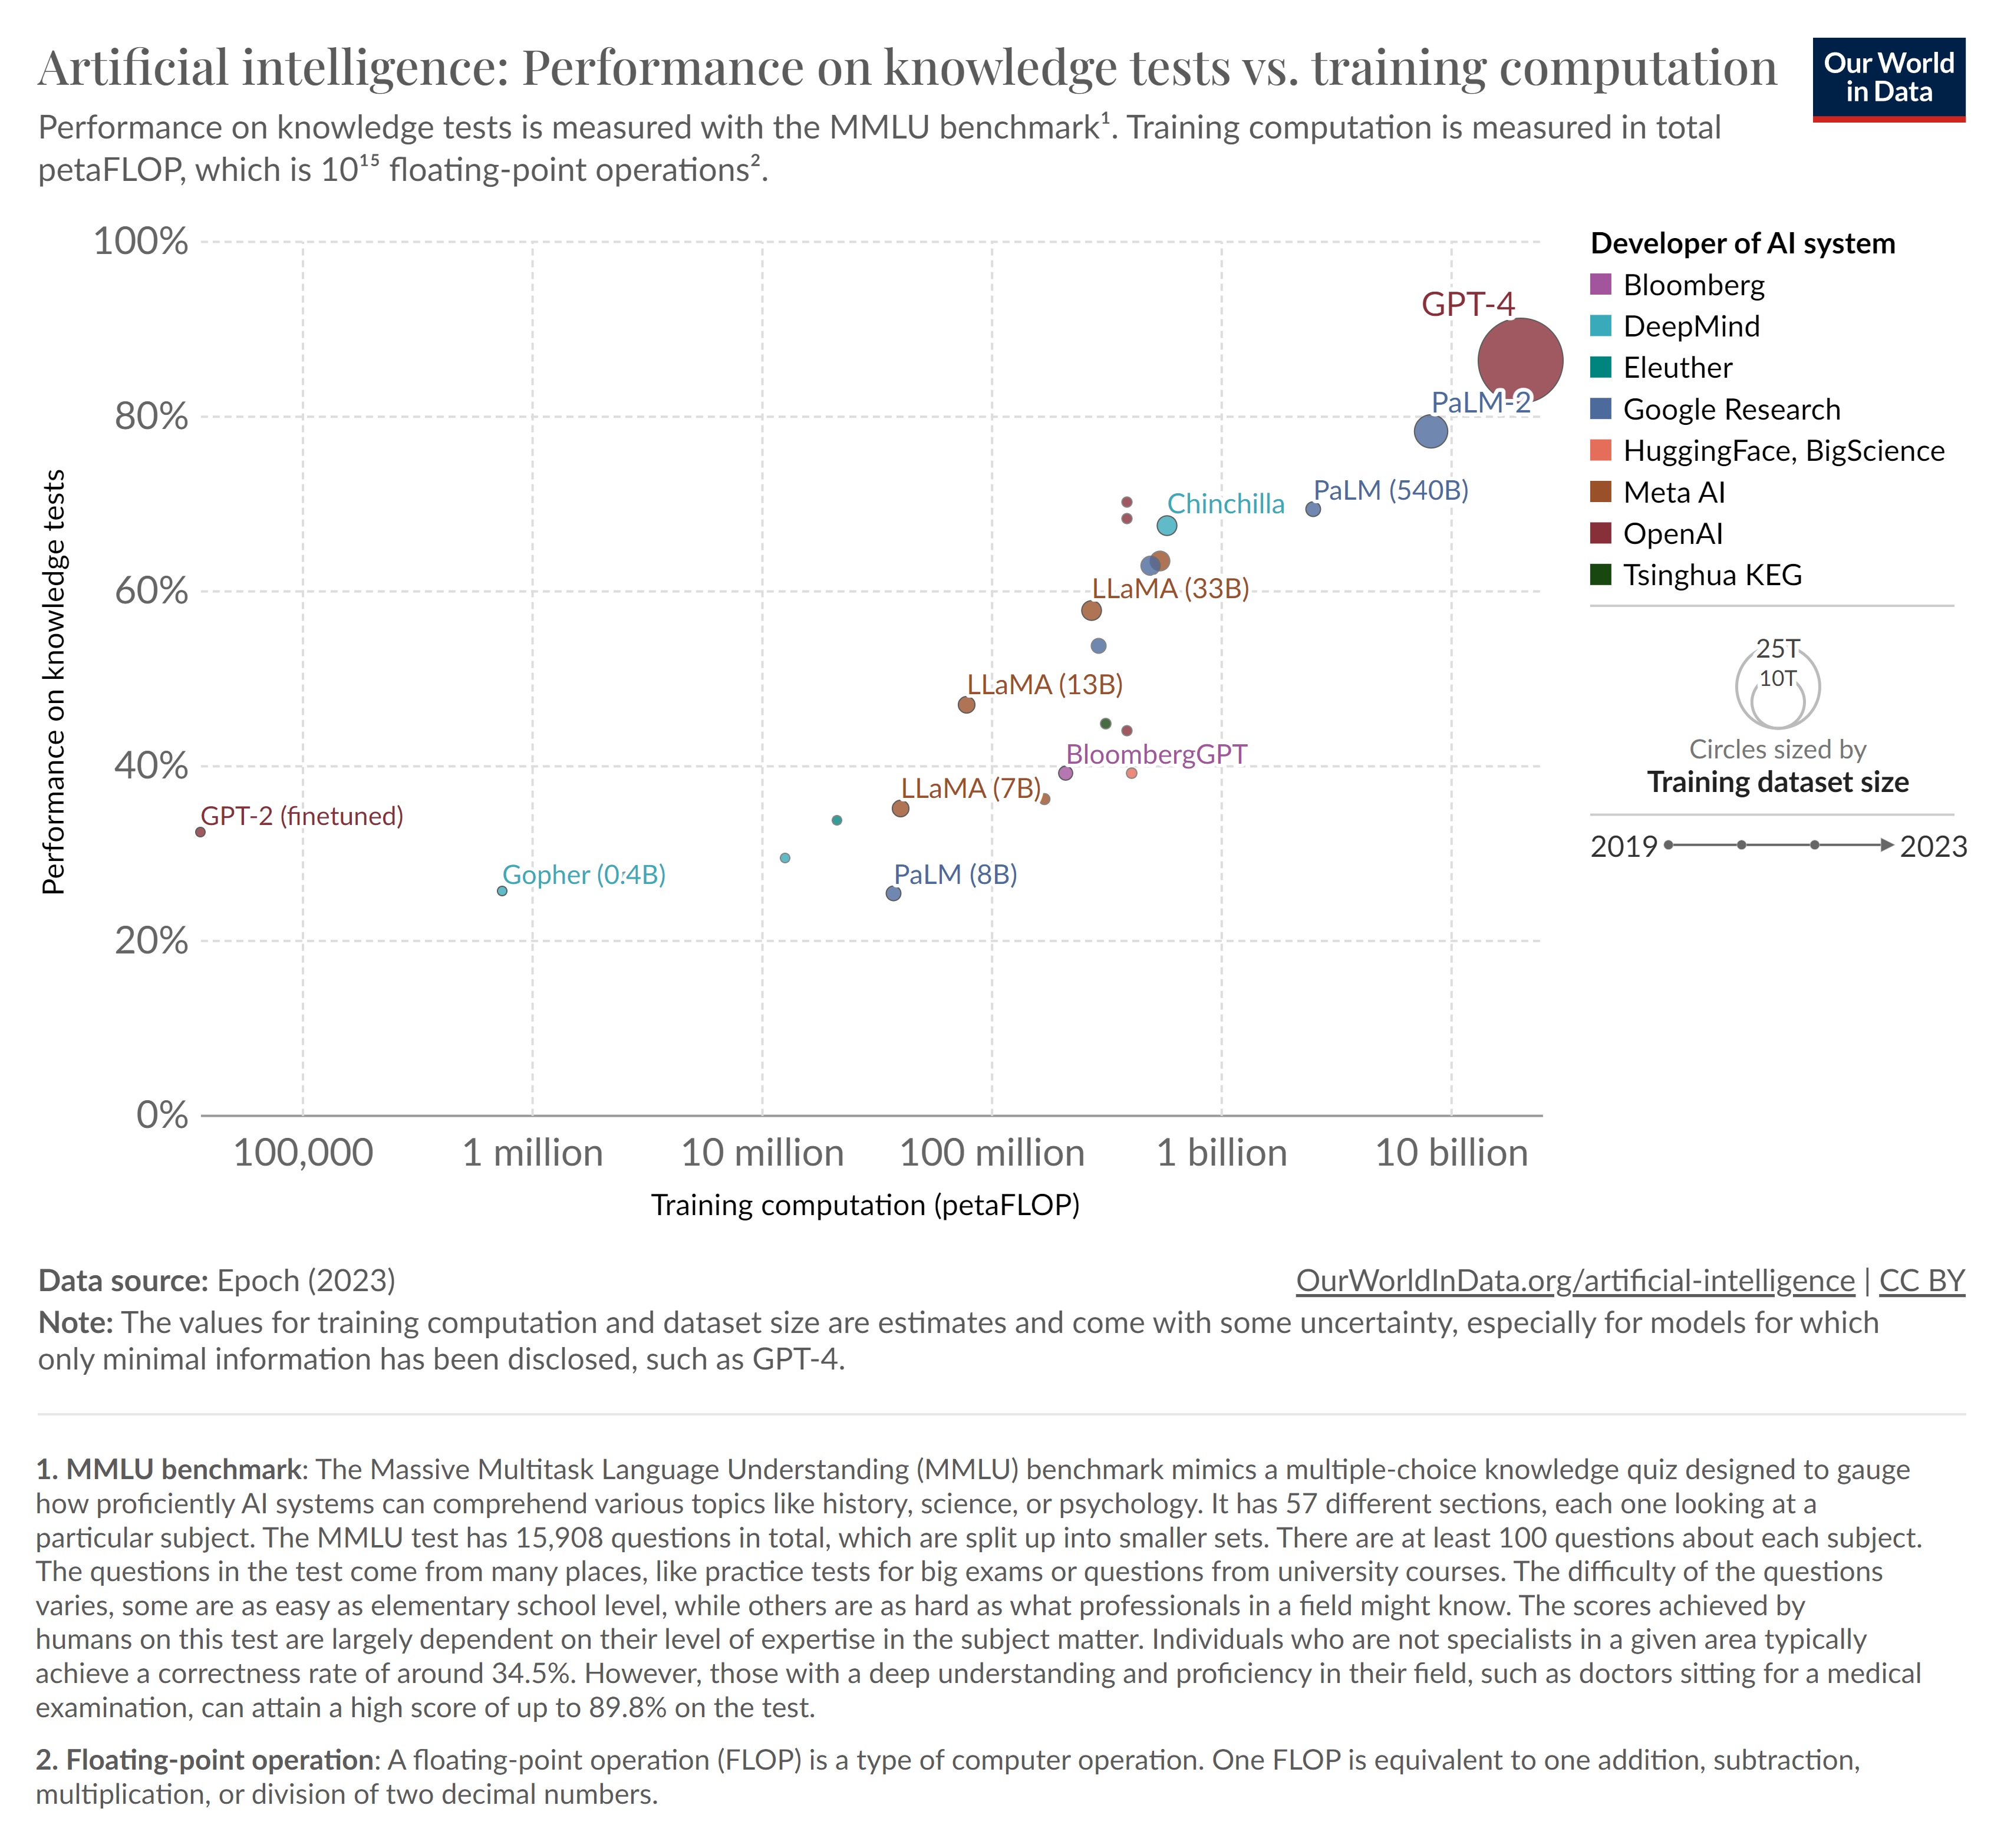 Artificial intelligence: Performance on knowledge tests vs. training computation
Our World
in Data
Performance on knowledge tests is measured with the MMLU benchmark¹. Training computation is measured in total
petaFLOP, which is 10¹⁵ floating-point operations².
100%
80%
60%
40%
20%
0%
Performance on knowledge tests
GPT-4
PaLM-2
PaLM (540B)
Chinchilla
LLaMA (33B)
LLaMA (13B)
BloombergGPT
LLaMA (7B)
GPT-2 (finetuned)
Gopher (0.4B)
PaLM (8B)
100,000
1 million
10 million
100 million
1 billion
10 billion
Training computation (petaFLOP)
Developer of AI system
Bloomberg
DeepMind
Eleuther
Google Research
HuggingFace, BigScience
Meta AI
OpenAI
Tsinghua KEG
25T
10T
Circles sized by
Training dataset size
2019
2023
Data source: Epoch (2023)
OurWorldInData.org/artificial-intelligence | CC BY
Note: The values for training computation and dataset size are estimates and come with some uncertainty, especially for models for which
only minimal information has been disclosed, such as GPT-4.
1. MMLU benchmark: The Massive Multitask Language Understanding (MMLU) benchmark mimics a multiple-choice knowledge quiz designed to gauge
how proficiently AI systems can comprehend various topics like history, science, or psychology. It has 57 different sections, each one looking at a
particular subject. The MMLU test has 15,908 questions in total, which are split up into smaller sets. There are at least 100 questions about each subject.
The questions in the test come from many places, like practice tests for big exams or questions from university courses. The difficulty of the questions
varies, some are as easy as elementary school level, while others are as hard as what professionals in a field might know. The scores achieved by
humans on this test are largely dependent on their level of expertise in the subject matter. Individuals who are not specialists in a given area typically
achieve a correctness rate of around 34.5%. However, those with a deep understanding and proficiency in their field, such as doctors sitting for a medical
examination, can attain a high score of up to 89.8% on the test.
2. Floating-point operation: A floating-point operation (FLOP) is a type of computer operation. One FLOP is equivalent to one addition, subtraction,
multiplication, or division of two decimal numbers.